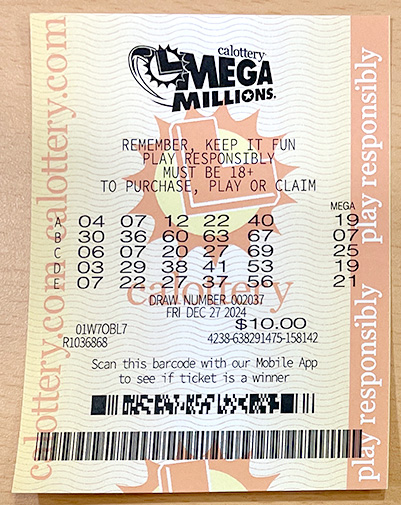 calottery
MEGA
MILLIONS.
REMEMBER, KEEP IT FUN
PLAY RESPONSIBLY
MUST BE 18+
TO PURCHASE, PLAY OR CLAIM
MEGA
A 04 07 12 22 40 19
B 30 36 60 63 67 07
C 06 07 20 27 69 25
D 03 29 38 41 53 19
E 07 22 27 37 56 21
calottery
DRAW NUMBER 002037
FRI DEC 27 2024
01W7OBL7 $10.00
R1036868 4238-638291475-158142
Scan this barcode with our Mobile App
to see if ticket is a winner
calottery.com calottery.com
play responsibly play responsibly